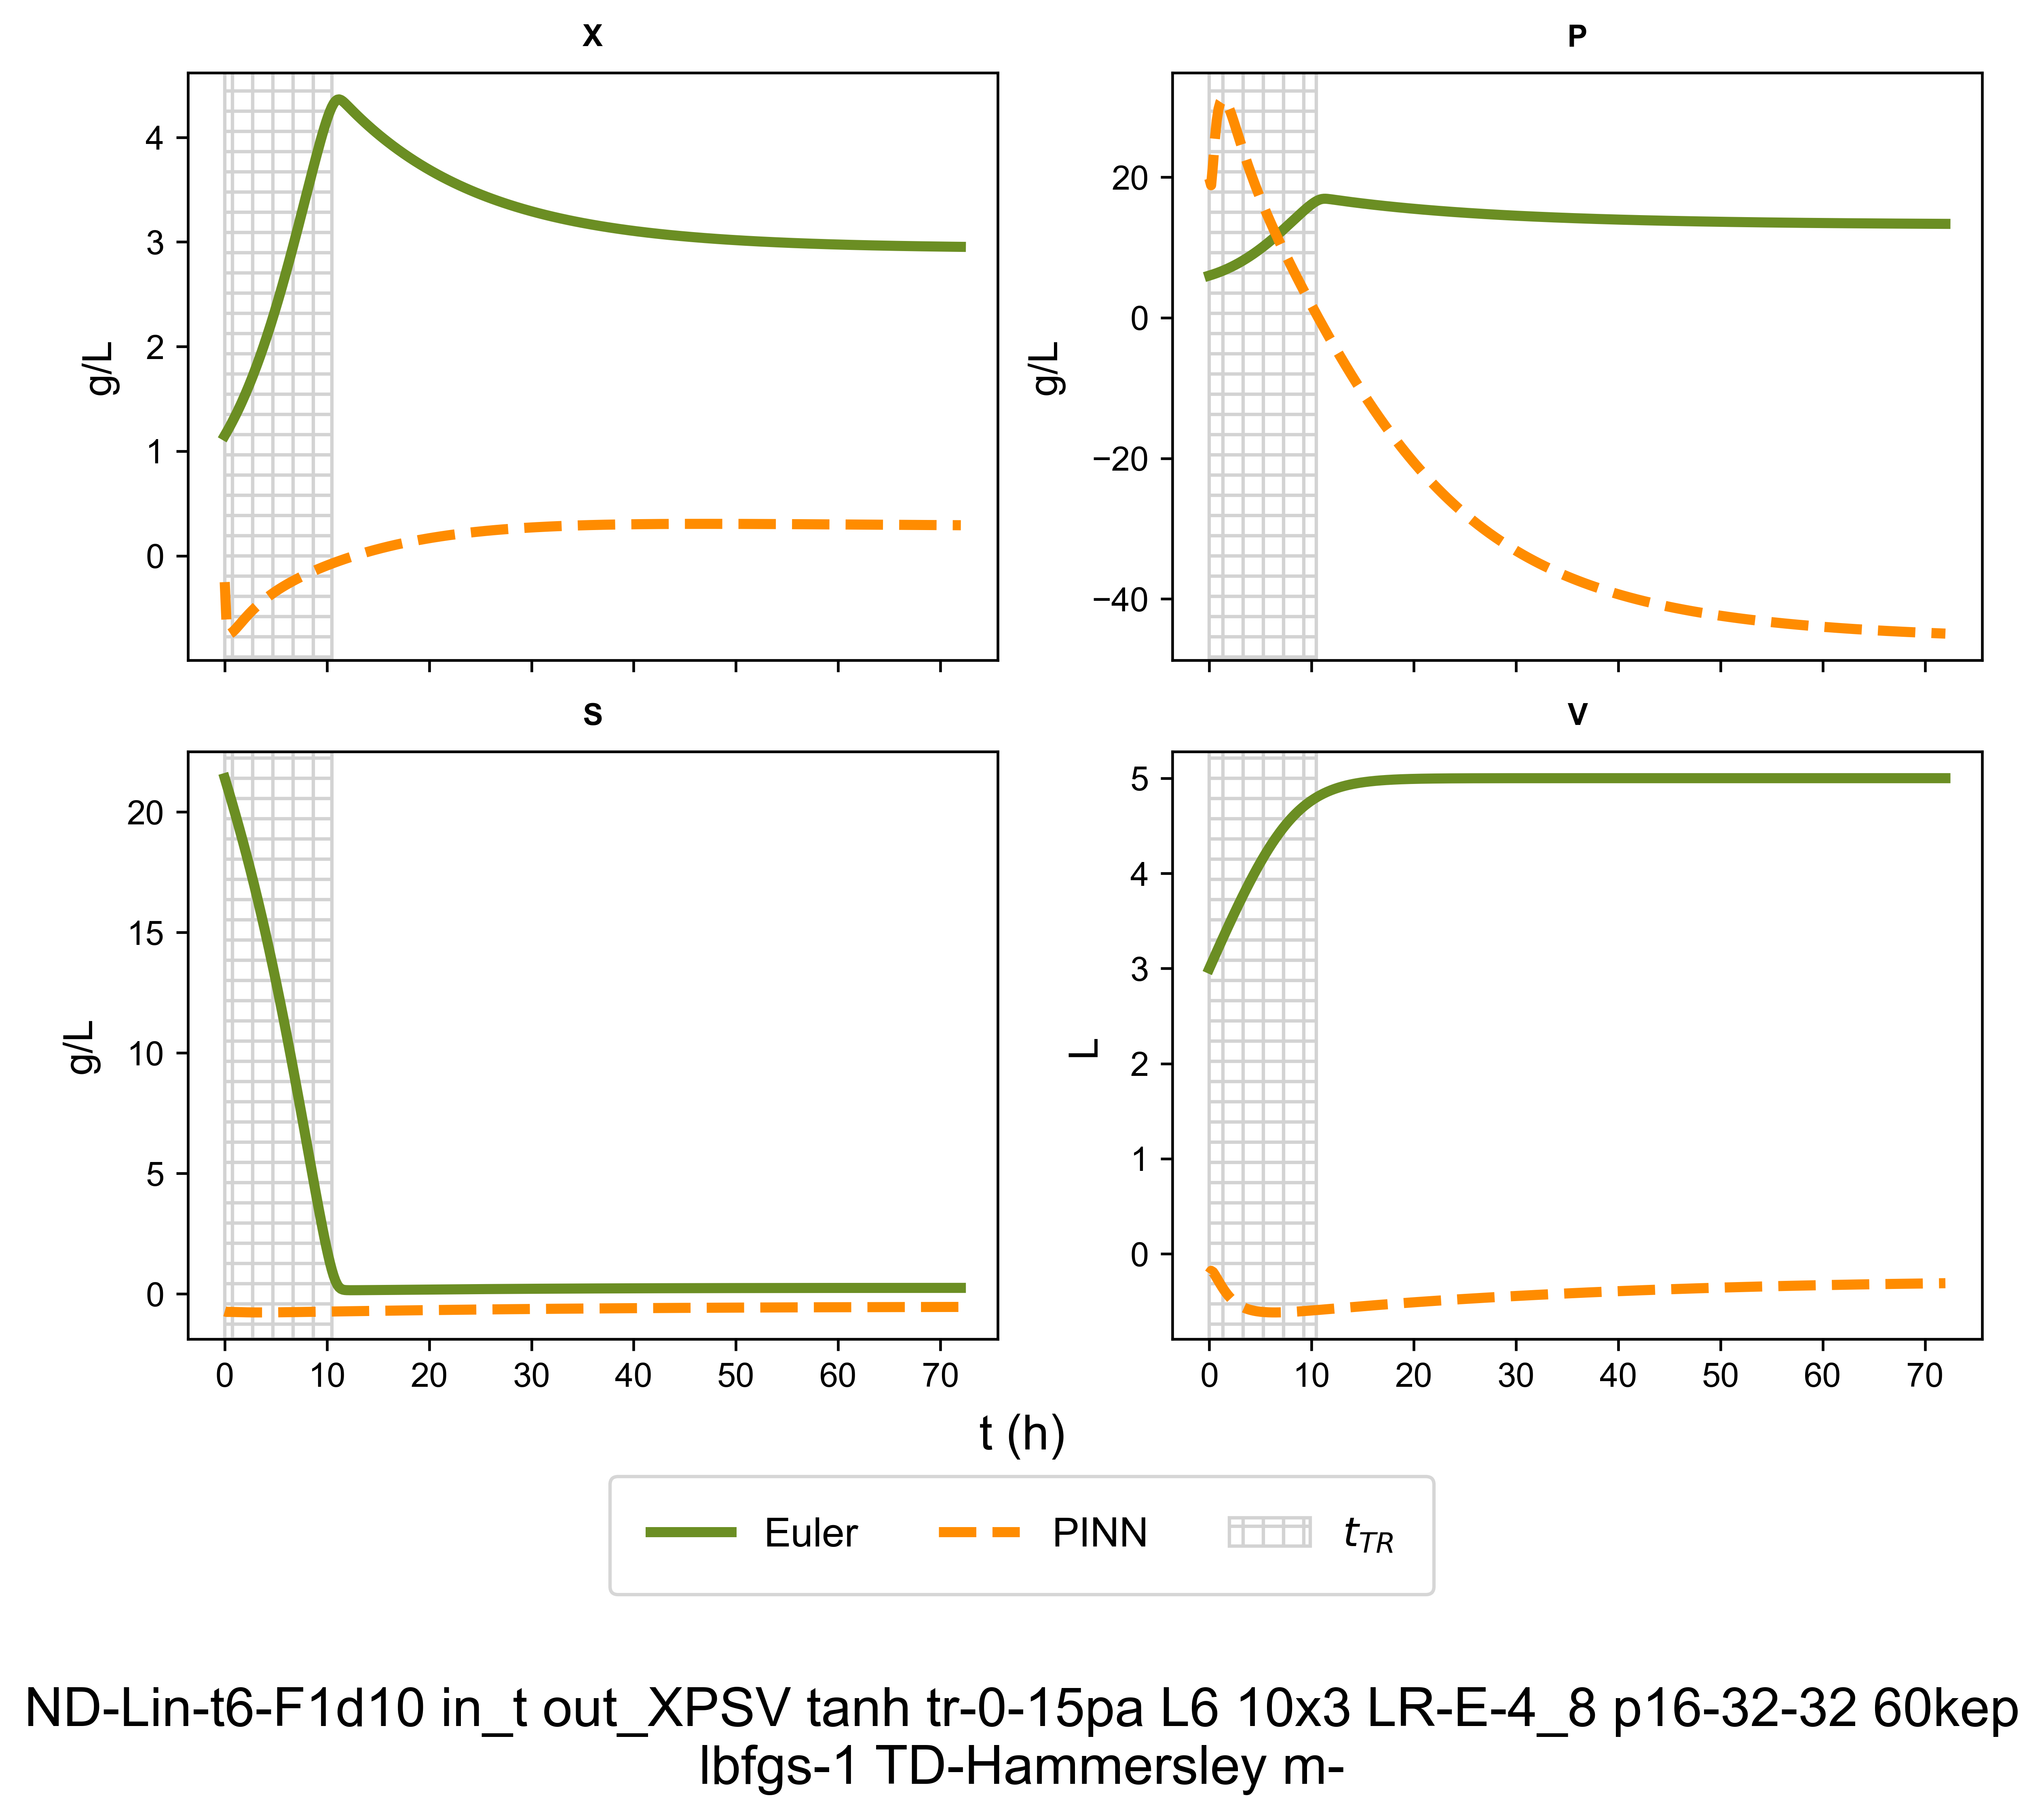 X
4
3
2
1
0
g/L
P
20
0
−20
−40
g/L
S
20
15
10
5
0
g/L
0 10 20 30 40 50 60 70
V
5
4
3
2
1
0
L
0 10 20 30 40 50 60 70
t (h)
Euler PINN t_TR
ND-Lin-t6-F1d10 in_t out_XPSV tanh tr-0-15pa L6 10x3 LR-E-4_8 p16-32-32 60kep
lbfgs-1 TD-Hammersley m-